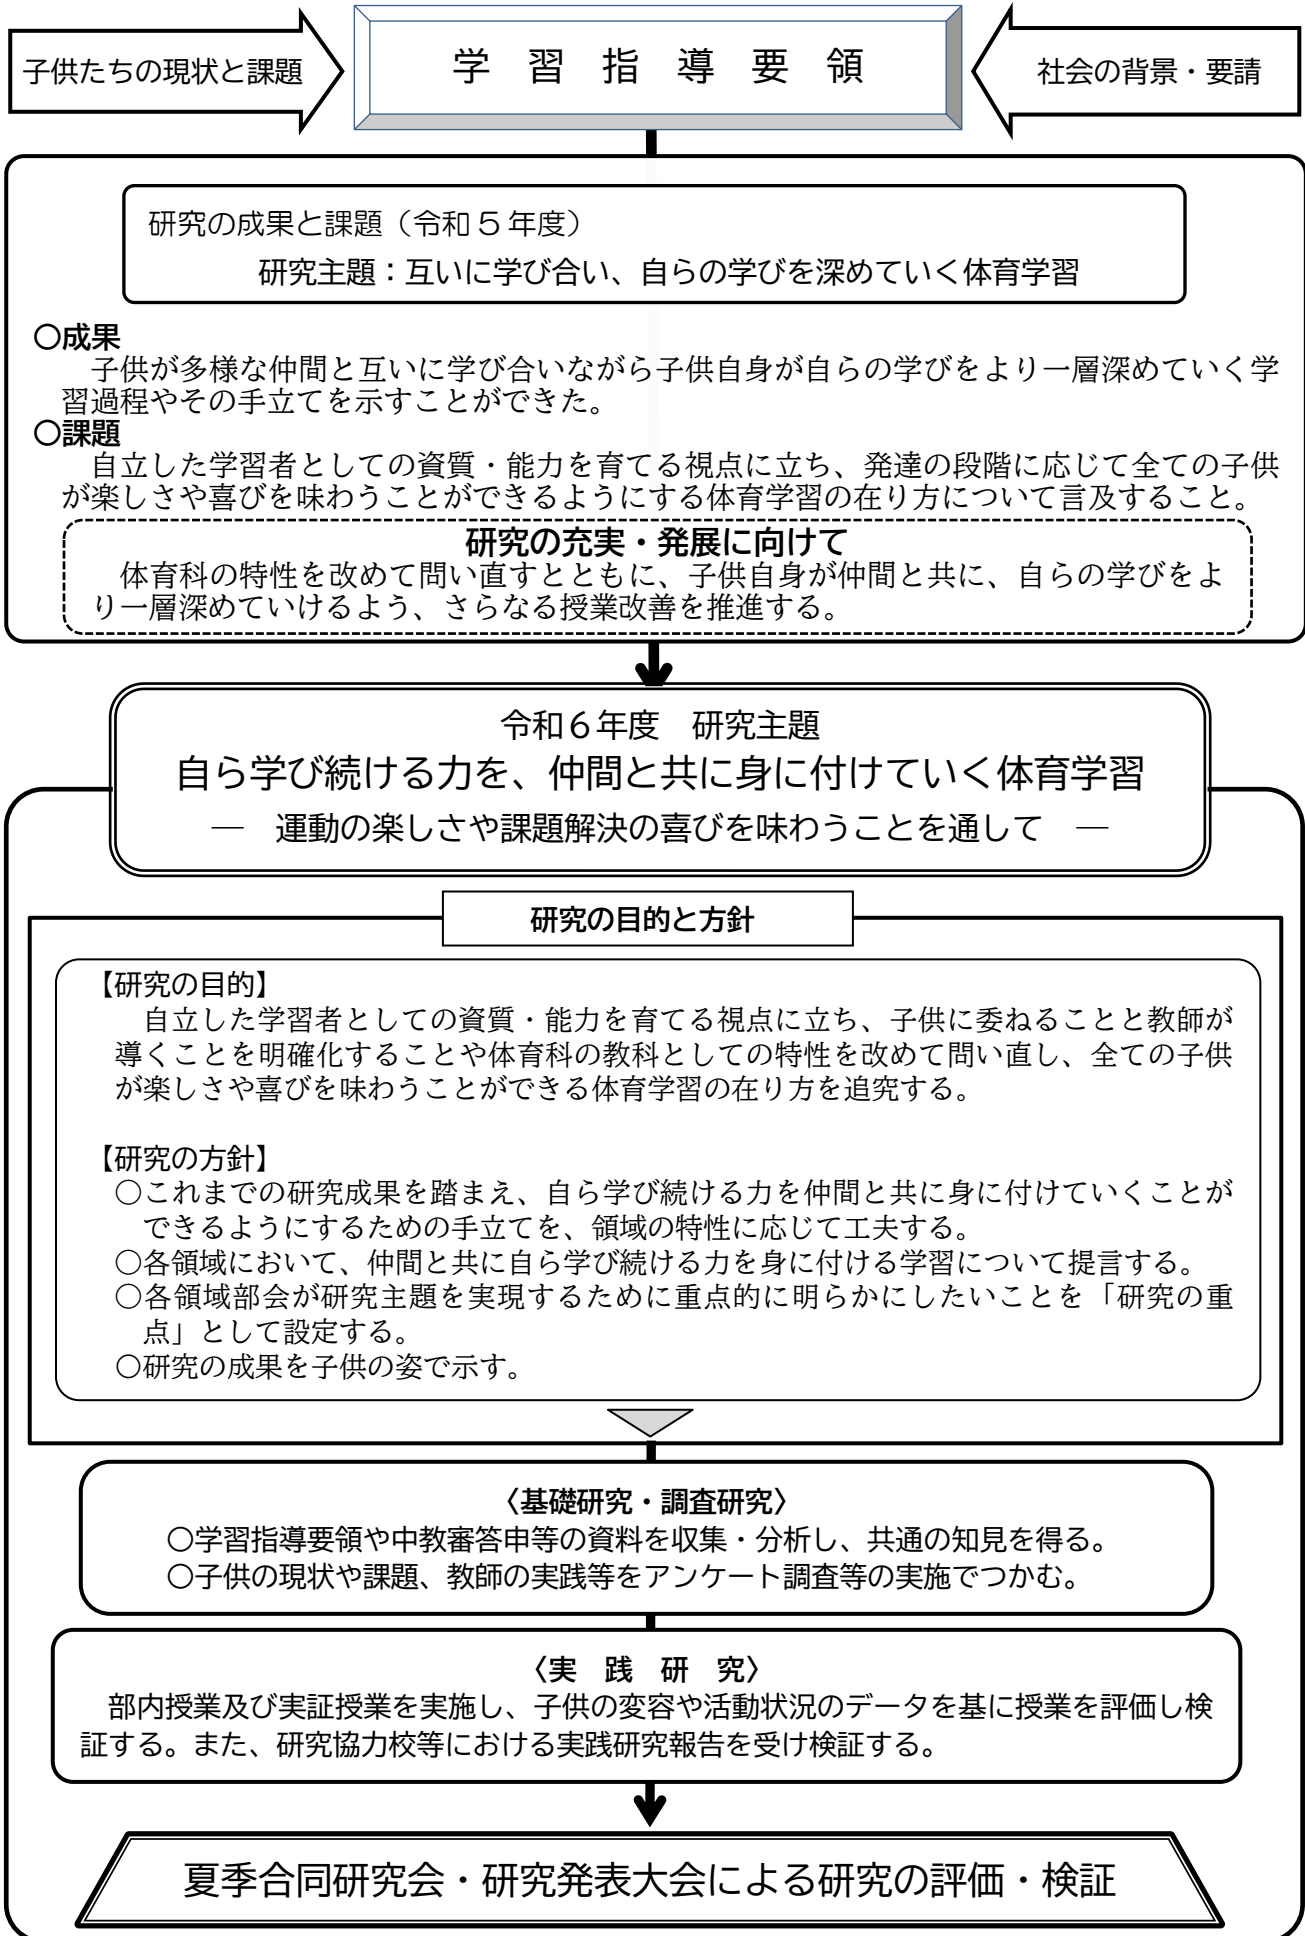 子供たちの現状と課題
学 習 指 導 要 領
社会の背景・要請
研究の成果と課題（令和５年度）
研究主題：互いに学び合い、自らの学びを深めていく体育学習
○成果
子供が多様な仲間と互いに学び合いながら子供自身が自らの学びをより一層深めていく学
習過程やその手立てを示すことができた。
○課題
自立した学習者としての資質・能力を育てる視点に立ち、発達の段階に応じて全ての子供
が楽しさや喜びを味わうことができるようにする体育学習の在り方について言及すること。
研究の充実・発展に向けて
体育科の特性を改めて問い直すとともに、子供自身が仲間と共に、自らの学びをよ
り一層深めていけるよう、さらなる授業改善を推進する。
令和６年度　研究主題
自ら学び続ける力を、仲間と共に身に付けていく体育学習
―　運動の楽しさや課題解決の喜びを味わうことを通して　―
研究の目的と方針
【研究の目的】
自立した学習者としての資質・能力を育てる視点に立ち、子供に委ねることと教師が
導くことを明確化することや体育科の教科としての特性を改めて問い直し、全ての子供
が楽しさや喜びを味わうことができる体育学習の在り方を追究する。
【研究の方針】
○これまでの研究成果を踏まえ、自ら学び続ける力を仲間と共に身に付けていくことが
できるようにするための手立てを、領域の特性に応じて工夫する。
○各領域において、仲間と共に自ら学び続ける力を身に付ける学習について提言する。
○各領域部会が研究主題を実現するために重点的に明らかにしたいことを「研究の重
点」として設定する。
○研究の成果を子供の姿で示す。
〈基礎研究・調査研究〉
○学習指導要領や中教審答申等の資料を収集・分析し、共通の知見を得る。
○子供の現状や課題、教師の実践等をアンケート調査等の実施でつかむ。
〈実　践　研　究〉
部内授業及び実証授業を実施し、子供の変容や活動状況のデータを基に授業を評価し検
証する。また、研究協力校等における実践研究報告を受け検証する。
夏季合同研究会・研究発表大会による研究の評価・検証